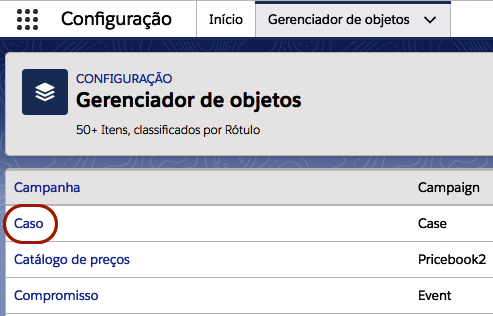 Configuração Início Gerenciador de objetos
CONFIGURAÇÃO
Gerenciador de objetos
50+ Itens, classificados por Rótulo
Campanha Campaign
Caso Case
Catálogo de preços Pricebook2
Compromisso Event